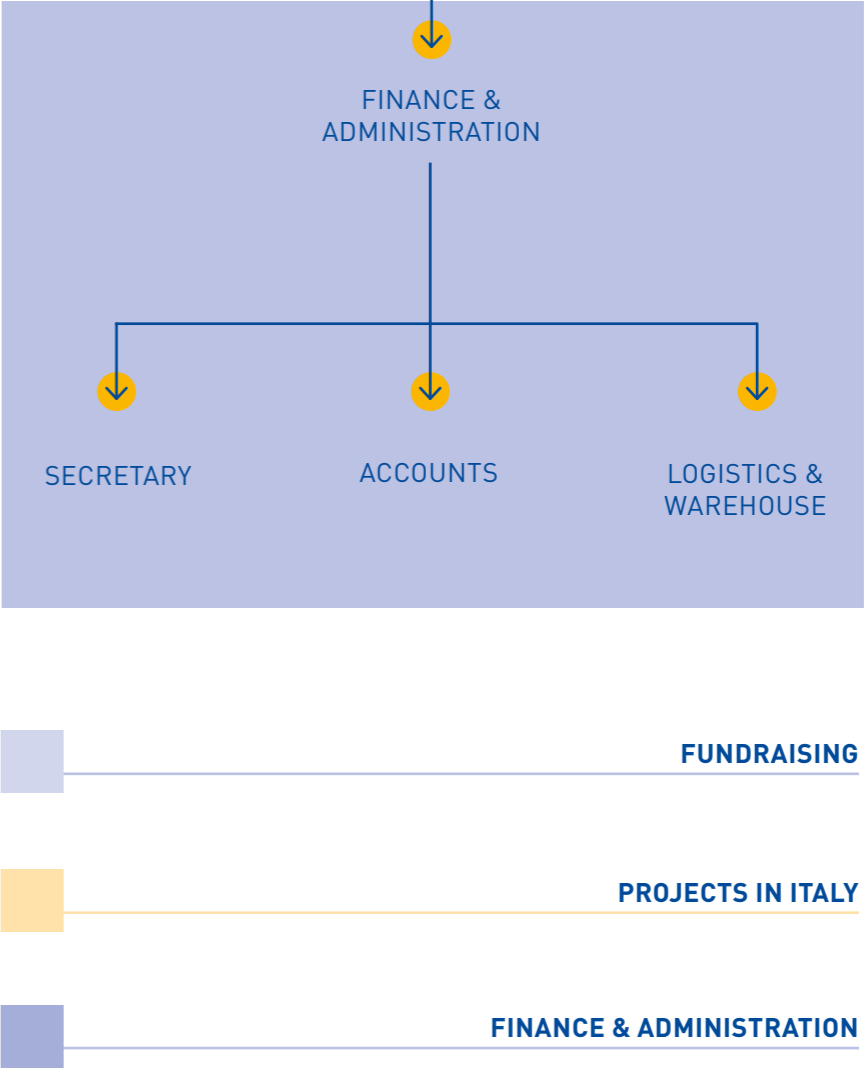 FINANCE &
ADMINISTRATION
SECRETARY
ACCOUNTS
LOGISTICS &
WAREHOUSE
FUNDRAISING
PROJECTS IN ITALY
FINANCE & ADMINISTRATION